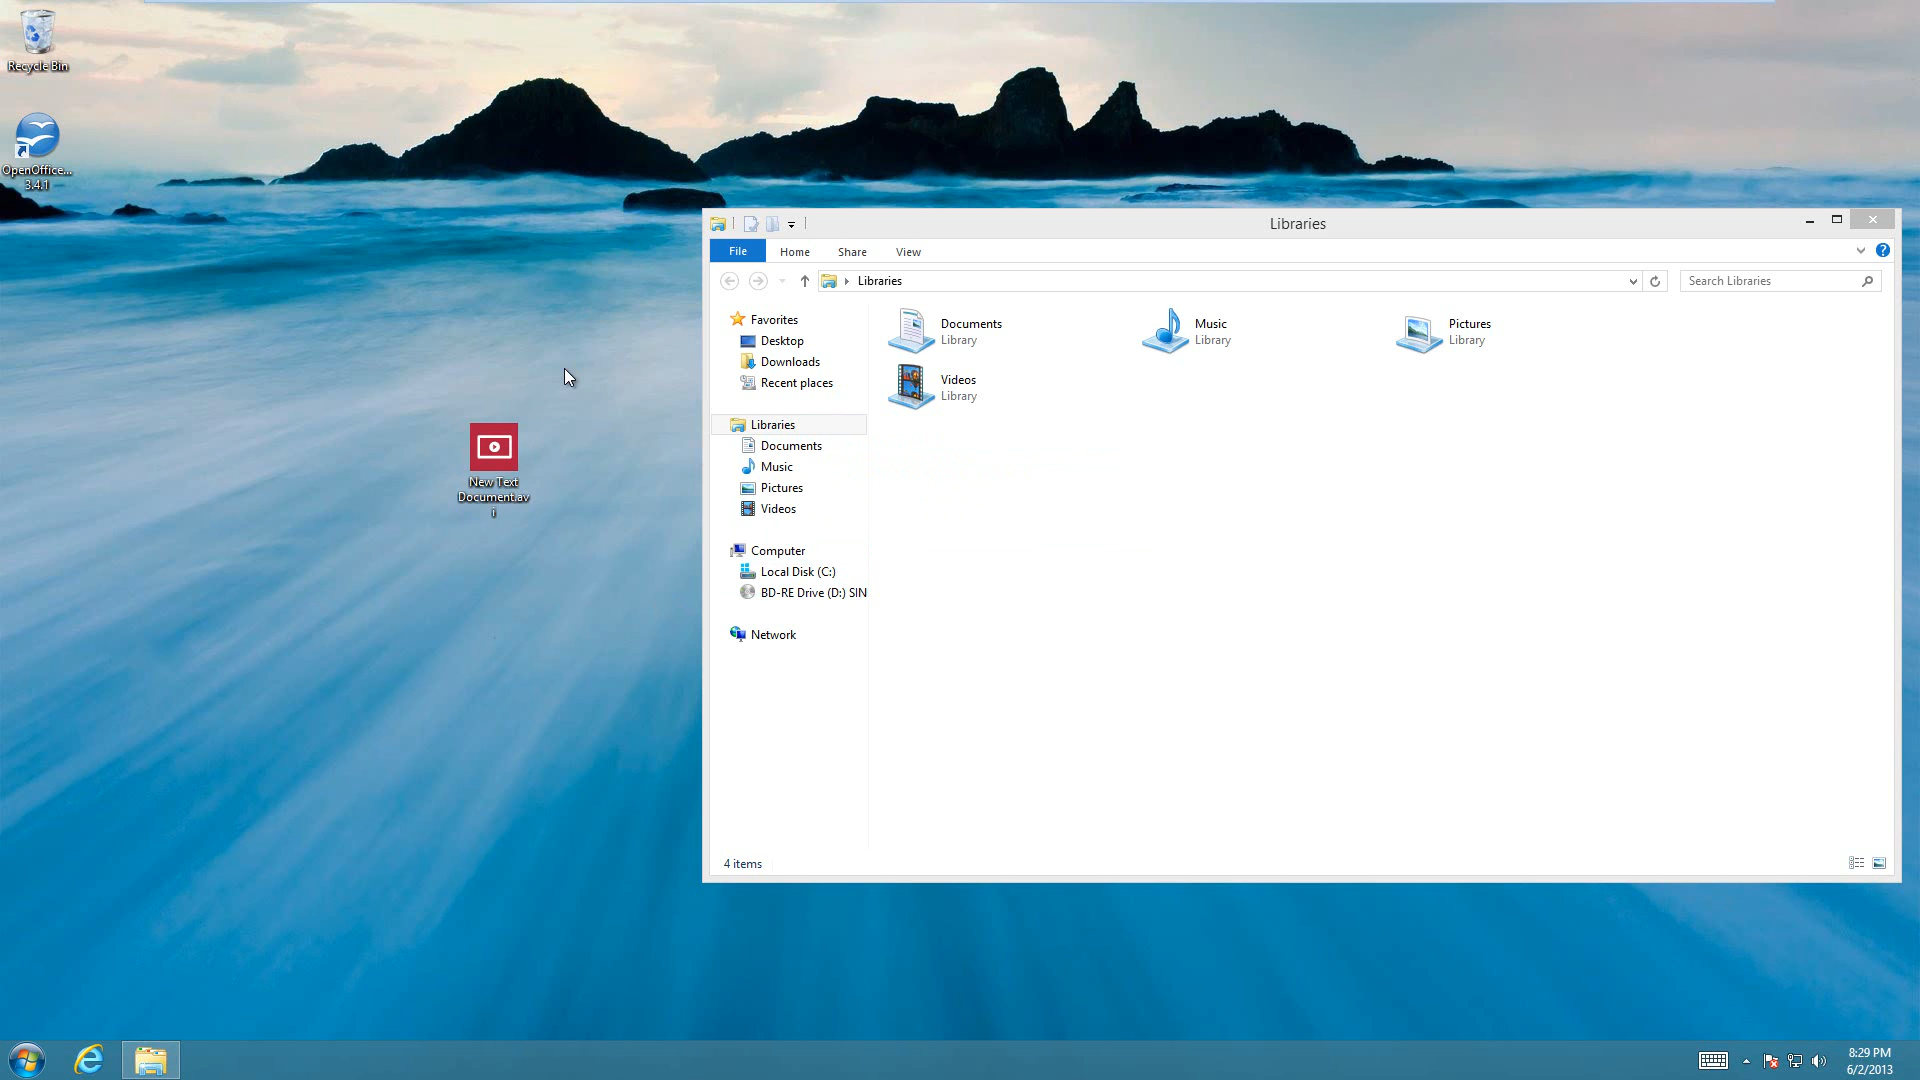 Recycle Bin
OpenOffice...
3.4.1
New Text
Document.av
i
Libraries
File
Home
Share
View
Libraries
Search Libraries
Favorites
Desktop
Downloads
Recent places
Libraries
Documents
Music
Pictures
Videos
Computer
Local Disk (C:)
BD-RE Drive (D:) SIN
Network
Documents
Library
Music
Library
Pictures
Library
Videos
Library
4 items
8:29 PM
6/2/2013